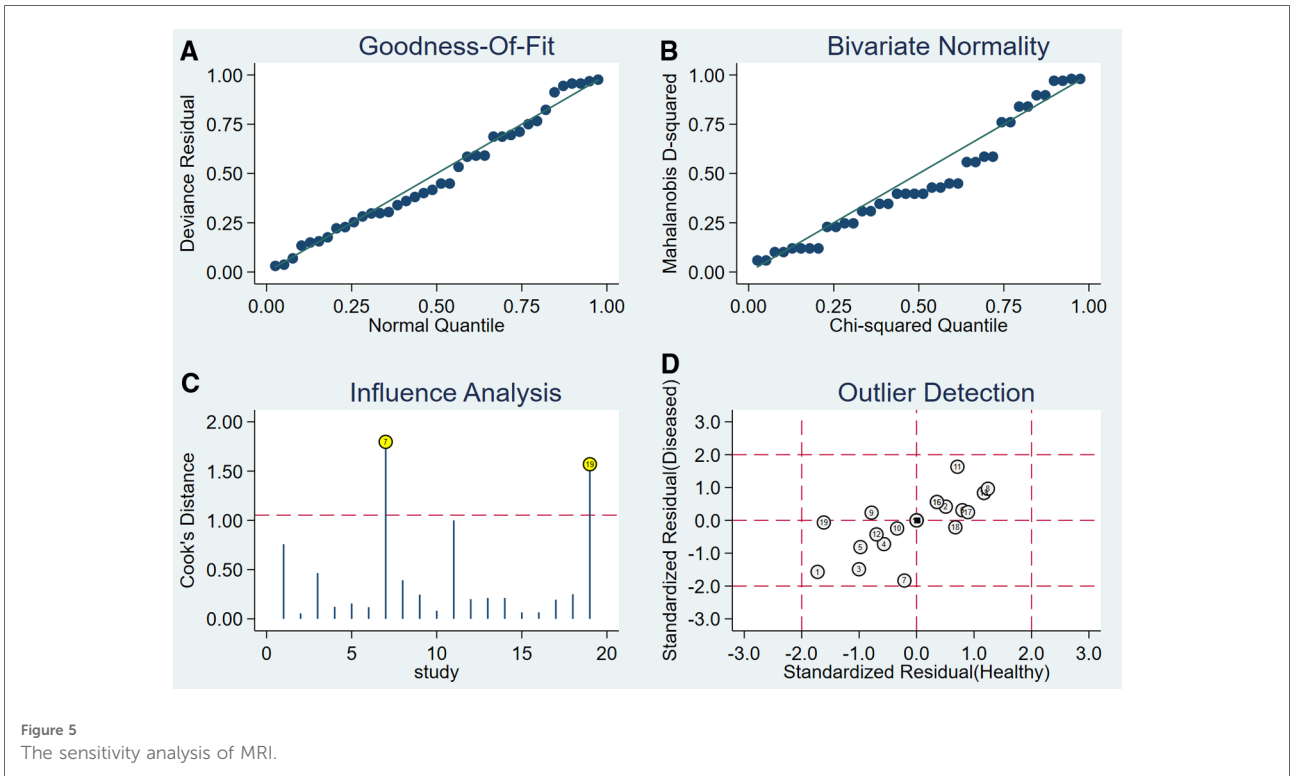 A
Goodness-Of-Fit
Deviance Residual
1.00
0.75
0.50
0.25
0.00
0.00 0.25 0.50 0.75 1.00
Normal Quantile
B
Bivariate Normality
Mahalanobis D-squared
1.00
0.75
0.50
0.25
0.00
0.00 0.25 0.50 0.75 1.00
Chi-squared Quantile
C
Influence Analysis
Cook's Distance
2.00
1.50
1.00
0.50
0.00
7
19
0 5 10 15 20
study
D
Outlier Detection
Standardized Residual(Diseased)
3.0
2.0
1.0
0.0
-1.0
-2.0
-3.0
11
8
16
2
17
9
19
18
10
12
4
5
3
1
7
-3.0 -2.0 -1.0 0.0 1.0 2.0 3.0
Standardized Residual(Healthy)
Figure 5
The sensitivity analysis of MRI.